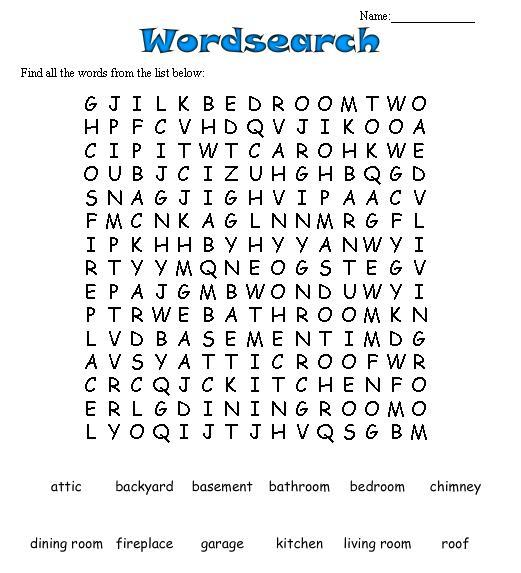 Name:______________
Wordsearch
Find all the words from the list below:
G J I L K B E D R O O M T W O
H P F C V H D Q V J I K O O A
C I P I T W T C A R O H K W E
O U B J C I Z U H G H B Q G D
S N A G J I G H V I P A A C V
F M C N K A G L N N M R G F L
I P K H H B Y H Y Y A N W Y I
R T Y Y M Q N E O G S T E G V
E P A J G M B W O N D U W Y I
P T R W E B A T H R O O M K N
L V D B A S E M E N T I M D G
A V S Y A T T I C R O O F W R
C R C Q J C K I T C H E N F O
E R L G D I N I N G R O O M O
L Y O Q I J T J H V Q S G B M
attic backyard basement bathroom bedroom chimney
dining room fireplace garage kitchen living room roof